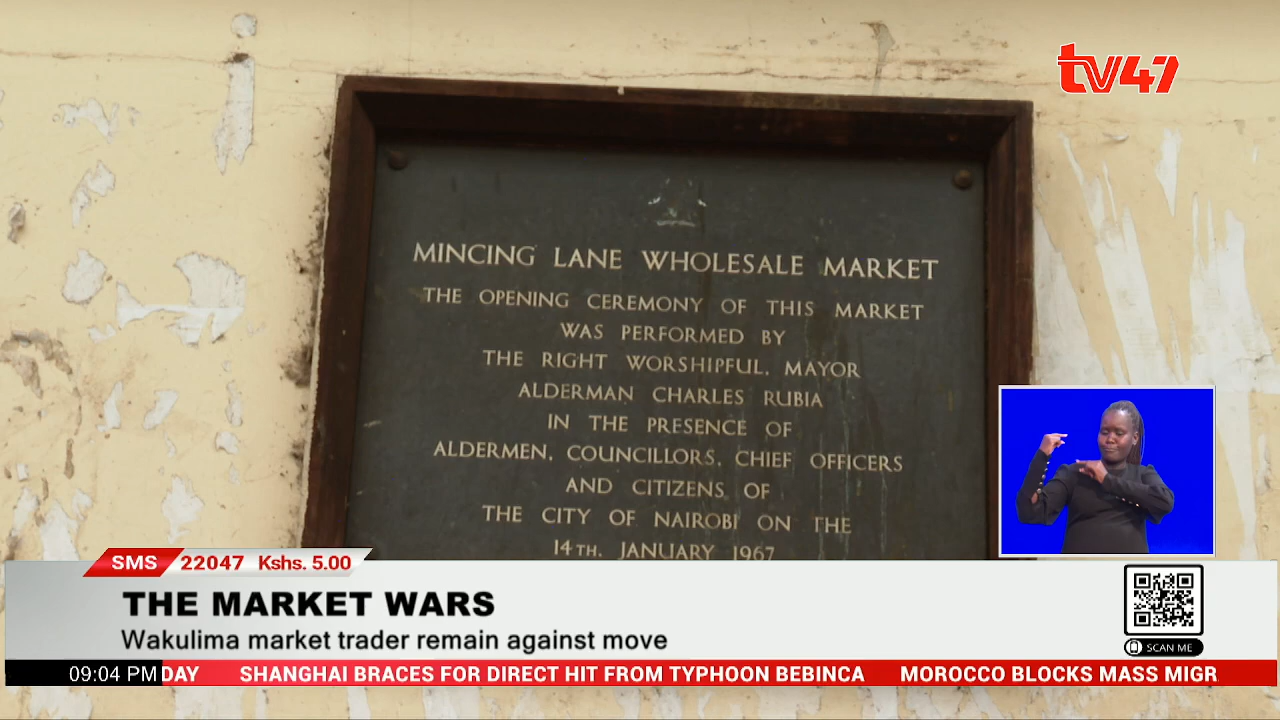 tv47
MINCING LANE WHOLESALE MARKET
THE OPENING CEREMONY OF THIS MARKET
WAS PERFORMED BY
THE RIGHT WORSHIPFUL, MAYOR
ALDERMAN CHARLES RUBIA
IN THE PRESENCE OF
ALDERMEN, COUNCILLORS, CHIEF OFFICERS
AND CITIZENS OF
THE CITY OF NAIROBI ON THE
14TH. JANUARY 1967
SMS 22047 Kshs. 5.00
THE MARKET WARS
Wakulima market trader remain against move
SCAN ME
09:04 PM DAY SHANGHAI BRACES FOR DIRECT HIT FROM TYPHOON BEBINCA MOROCCO BLOCKS MASS MIGR